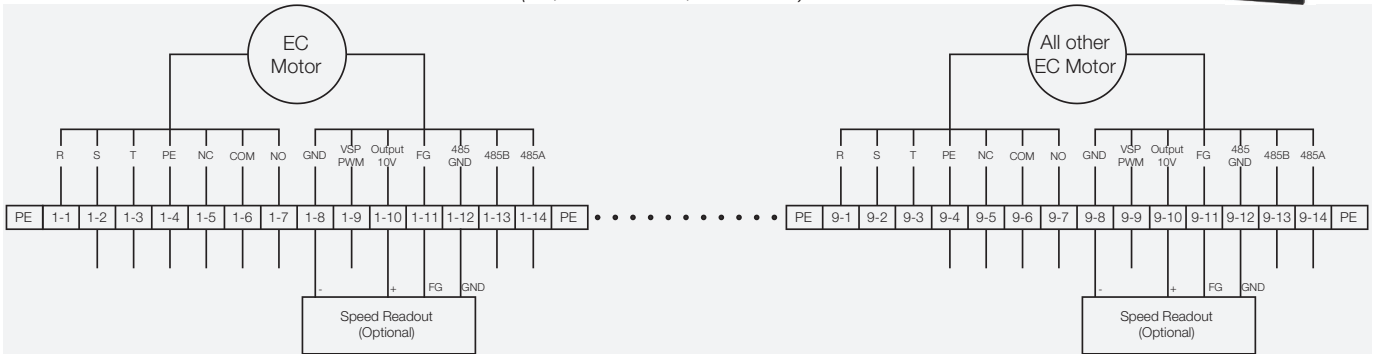 EC
Motor
R S T PE NC COM NO GND VSP PWM Output 10V FG 485 GND 485B 485A
PE 1-1 1-2 1-3 1-4 1-5 1-6 1-7 1-8 1-9 1-10 1-11 1-12 1-13 1-14 PE
- + FG GND
Speed Readout
(Optional)
All other
EC Motor
R S T PE NC COM NO GND VSP PWM Output 10V FG 485 GND 485B 485A
PE 9-1 9-2 9-3 9-4 9-5 9-6 9-7 9-8 9-9 9-10 9-11 9-12 9-13 9-14 PE
- + FG GND
Speed Readout
(Optional)